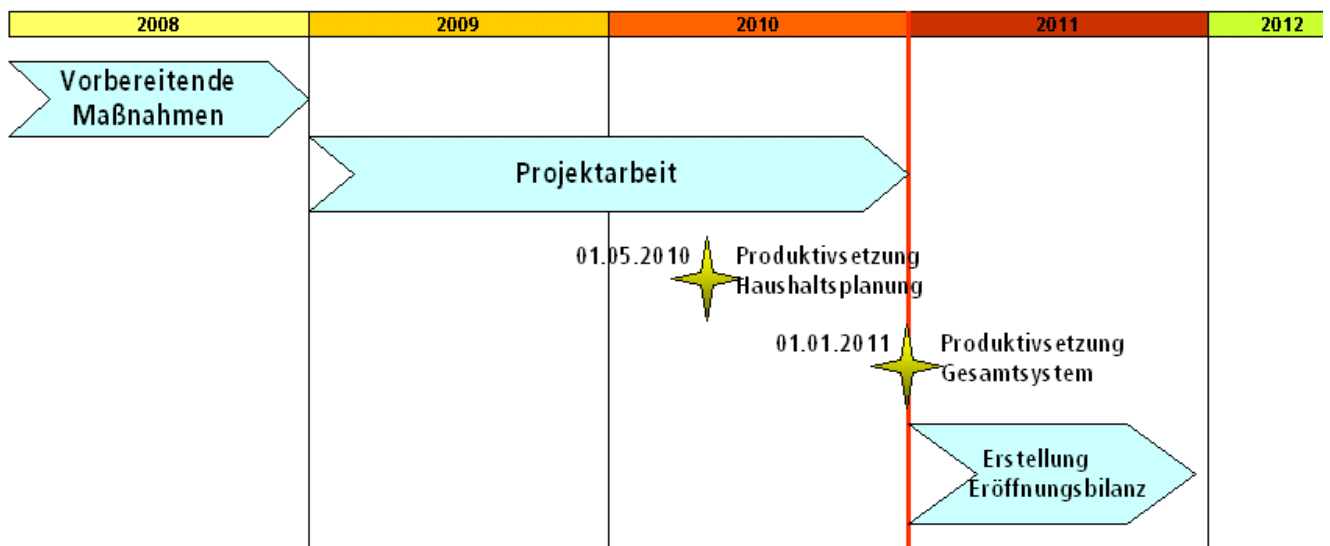 2008 2009 2010 2011 2012
Vorbereitende
Maßnahmen
Projektarbeit
01.05.2010 Produktivsetzung
Haushaltsplanung
01.01.2011 Produktivsetzung
Gesamtsystem
Erstellung
Eröffnungsbilanz